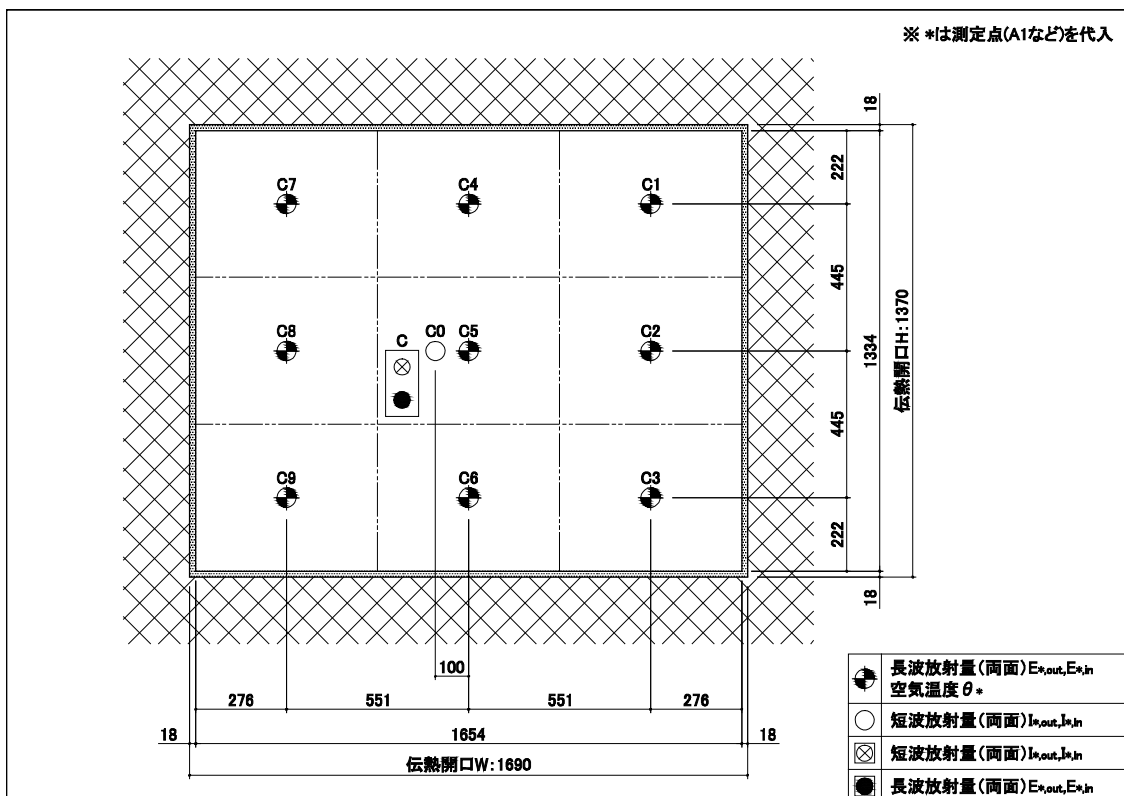 ※ *は測定点(A1など)を代入
18
C7
C4
C1
222
445
C8
C
C0
C5
C2
1334
伝熱開口H:1370
445
C9
C6
C3
222
18
100
276
551
551
276
18
1654
18
伝熱開口W:1690
長波放射量(両面)E*,out,E*,in
空気温度θ*
短波放射量(両面)I*,out,I*,in
短波放射量(両面)I*,out,I*,in
長波放射量(両面)E*,out,E*,in